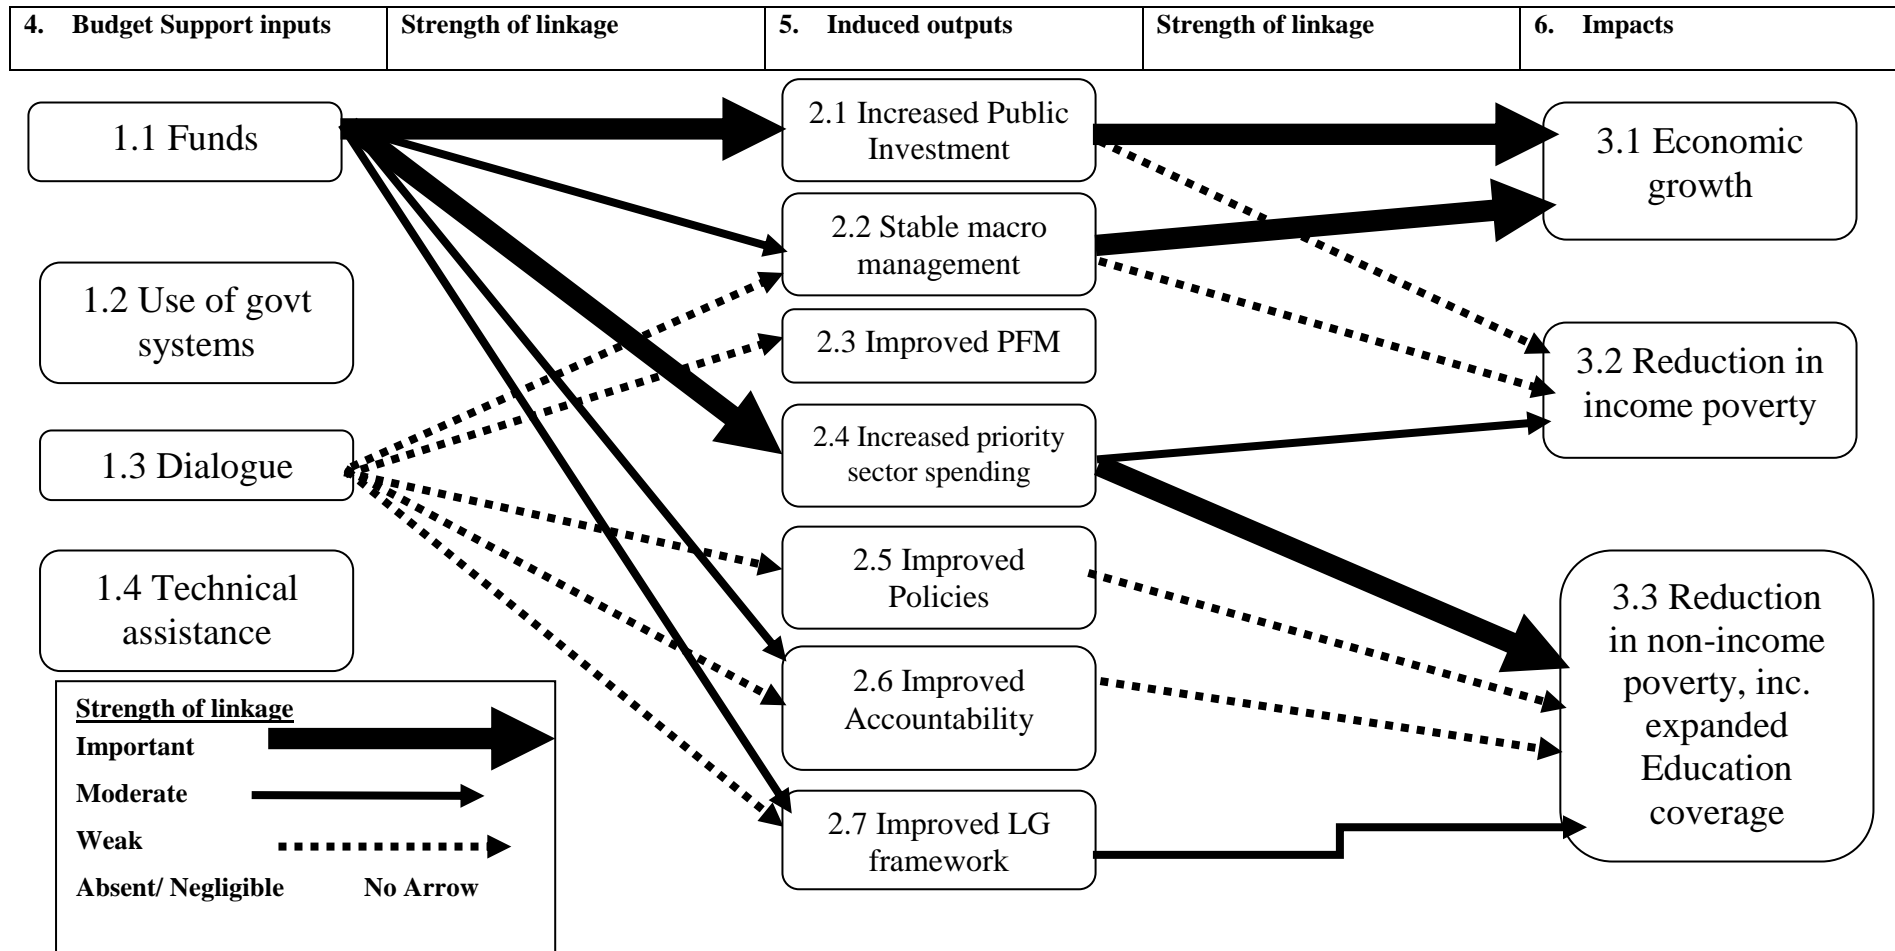 4. Budget Support inputs
Strength of linkage
5. Induced outputs
Strength of linkage
6. Impacts
1.1 Funds
1.2 Use of govt
systems
1.3 Dialogue
1.4 Technical
assistance
2.1 Increased Public
Investment
2.2 Stable macro
management
2.3 Improved PFM
2.4 Increased priority
sector spending
2.5 Improved
Policies
2.6 Improved
Accountability
2.7 Improved LG
framework
3.1 Economic
growth
3.2 Reduction in
income poverty
3.3 Reduction
in non-income
poverty, inc.
expanded
Education
coverage
Strength of linkage
Important
Moderate
Weak
Absent/ Negligible No Arrow